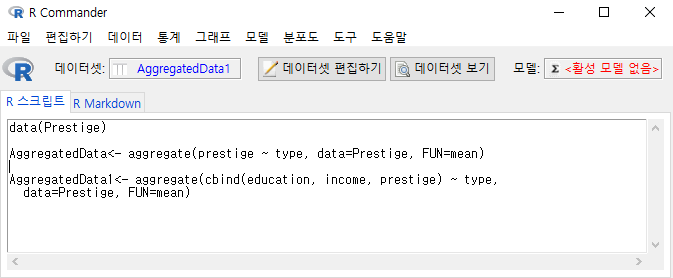 R Commander
파일 편집하기 데이터 통계 그래프 모델 분포도 도구 도움말
R 데이터셋: AggregatedData1 데이터셋 편집하기 데이터셋 보기 모델: Σ <활성 모델 없음>
R 스크립트 R Markdown
data(Prestige)
AggregatedData<- aggregate(prestige ~ type, data=Prestige, FUN=mean)
AggregatedData1<- aggregate(cbind(education, income, prestige) ~ type,
data=Prestige, FUN=mean)